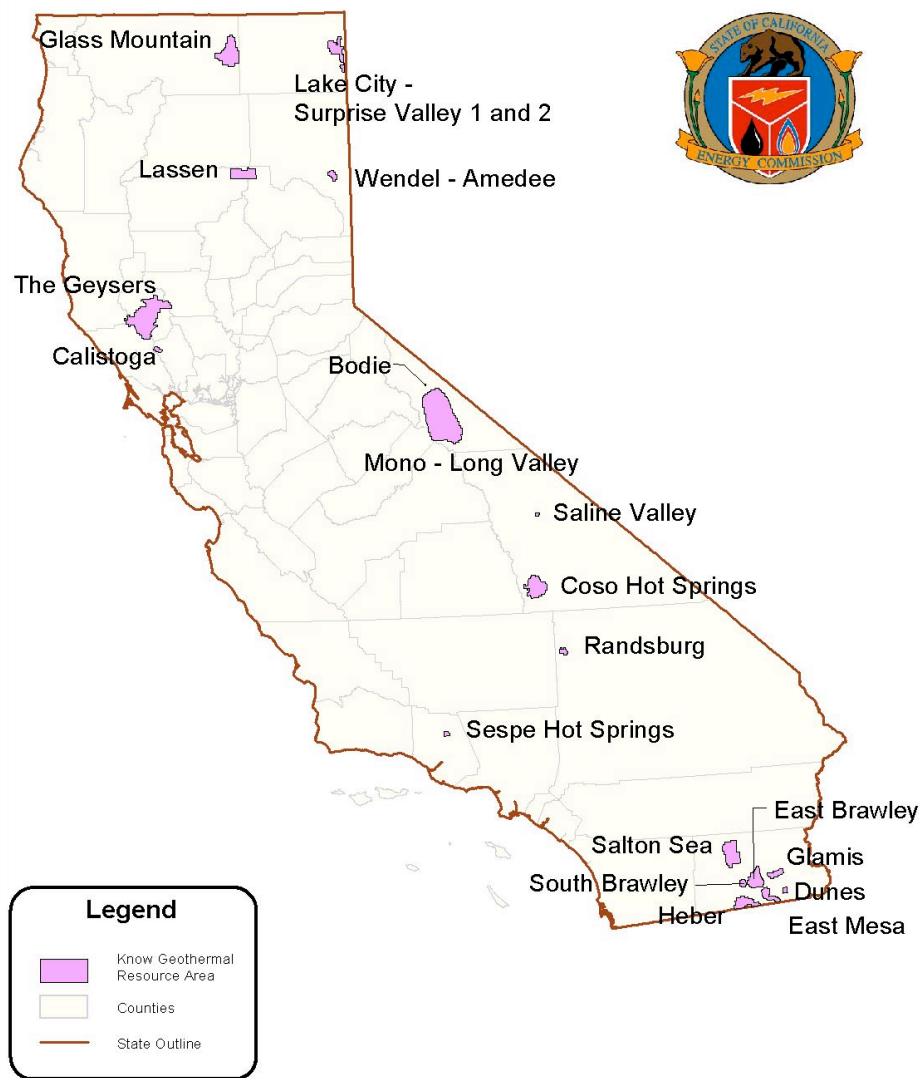 Glass Mountain
Lake City -
Surprise Valley 1 and 2
STATE OF CALIFORNIA
ENERGY COMMISSION
Lassen
Wendel - Amedee
The Geysers
Calistoga
Bodie
Mono - Long Valley
Saline Valley
Coso Hot Springs
Randsburg
Sespe Hot Springs
East Brawley
Salton Sea
Glamis
South Brawley
Dunes
Heber
East Mesa
Legend
Know Geothermal
Resource Area
Counties
State Outline